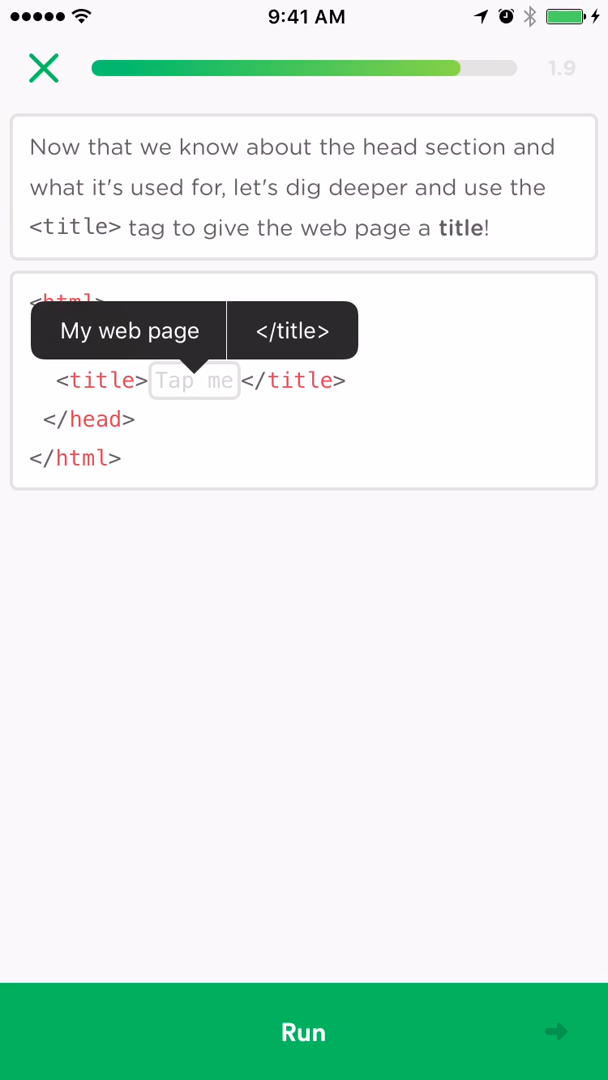 9:41 AM
1.9
Now that we know about the head section and
what it's used for, let's dig deeper and use the
<title> tag to give the web page a title!
<html>
My web page </title>
<title>Tap me</title>
</head>
</html>
Run